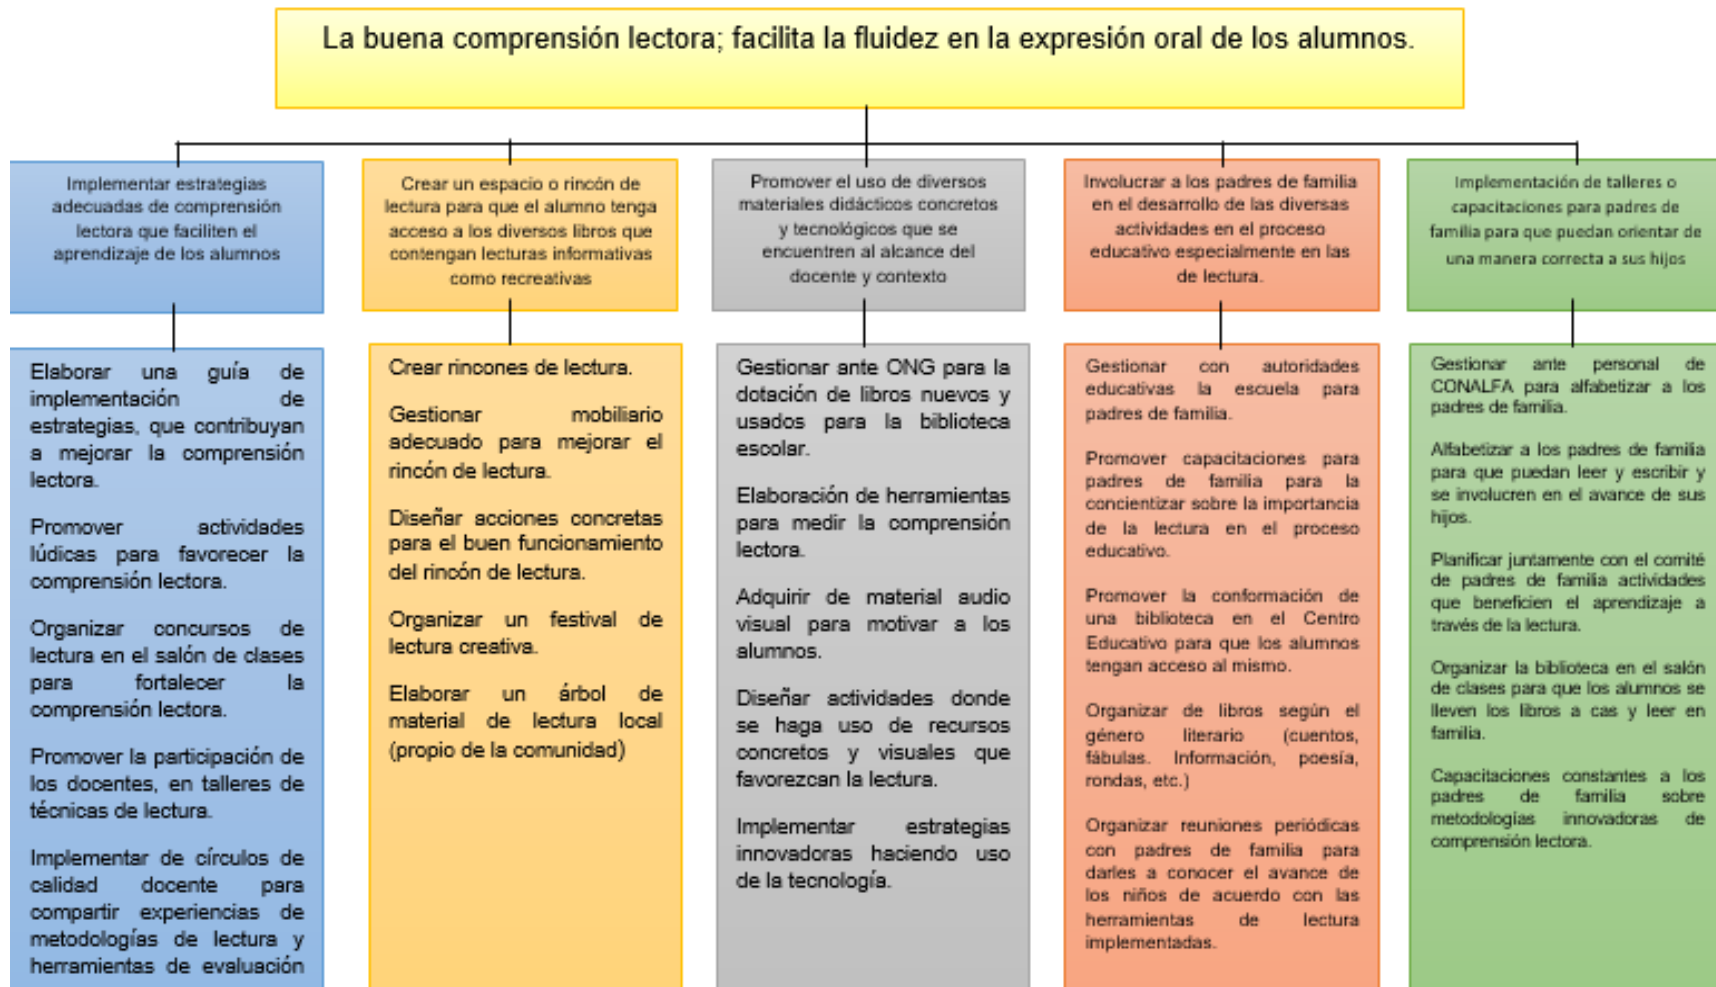 La buena comprensión lectora; facilita la fluidez en la expresión oral de los alumnos.
Implementar estrategias
adecuadas de comprensión
lectora que faciliten el
aprendizaje de los alumnos
Crear un espacio o rincón de
lectura para que el alumno tenga
acceso a los diversos libros que
contengan lecturas informativas
como recreativas
Promover el uso de diversos
materiales didácticos concretos
y tecnológicos que se
encuentren al alcance del
docente y contexto
Involucrar a los padres de familia
en el desarrollo de las diversas
actividades en el proceso
educativo especialmente en las
de lectura.
Implementación de talleres o
capacitaciones para padres de
familia para que puedan orientar de
una manera correcta a sus hijos
Elaborar una guía de
implementación de
estrategias, que contribuyan
a mejorar la comprensión
lectora.
Promover actividades
lúdicas para favorecer la
comprensión lectora.
Organizar concursos de
lectura en el salón de clases
para fortalecer la
comprensión lectora.
Promover la participación de
los docentes, en talleres de
técnicas de lectura.
Implementar de círculos de
calidad docente para
compartir experiencias de
metodologías de lectura y
herramientas de evaluación
Crear rincones de lectura.
Gestionar mobiliario
adecuado para mejorar el
rincón de lectura.
Diseñar acciones concretas
para el buen funcionamiento
del rincón de lectura.
Organizar un festival de
lectura creativa.
Elaborar un árbol de
material de lectura local
(propio de la comunidad)
Gestionar ante ONG para la
dotación de libros nuevos y
usados para la biblioteca
escolar.
Elaboración de herramientas
para medir la comprensión
lectora.
Adquirir de material audio
visual para motivar a los
alumnos.
Diseñar actividades donde
se haga uso de recursos
concretos y visuales que
favorezcan la lectura.
Implementar estrategias
innovadoras haciendo uso
de la tecnología.
Gestionar con autoridades
educativas la escuela para
padres de familia.
Promover capacitaciones para
padres de familia para la
concientizar sobre la importancia
de la lectura en el proceso
educativo.
Promover la conformación de
una biblioteca en el Centro
Educativo para que los alumnos
tengan acceso al mismo.
Organizar de libros según el
género literario (cuentos,
fábulas. Información, poesía,
rondas, etc.)
Organizar reuniones periódicas
con padres de familia para
darles a conocer el avance de
los niños de acuerdo con las
herramientas de lectura
implementadas.
Gestionar ante personal de
CONALFA para alfabetizar a los
padres de familia.
Alfabetizar a los padres de familia
para que puedan leer y escribir y
se involucren en el avance de sus
hijos.
Planificar juntamente con el comité
de padres de familia actividades
que beneficien el aprendizaje a
través de la lectura.
Organizar la biblioteca en el salón
de clases para que los alumnos se
lleven los libros a cas y leer en
familia.
Capacitaciones constantes a los
padres de familia sobre
metodologías innovadoras de
comprensión lectora.